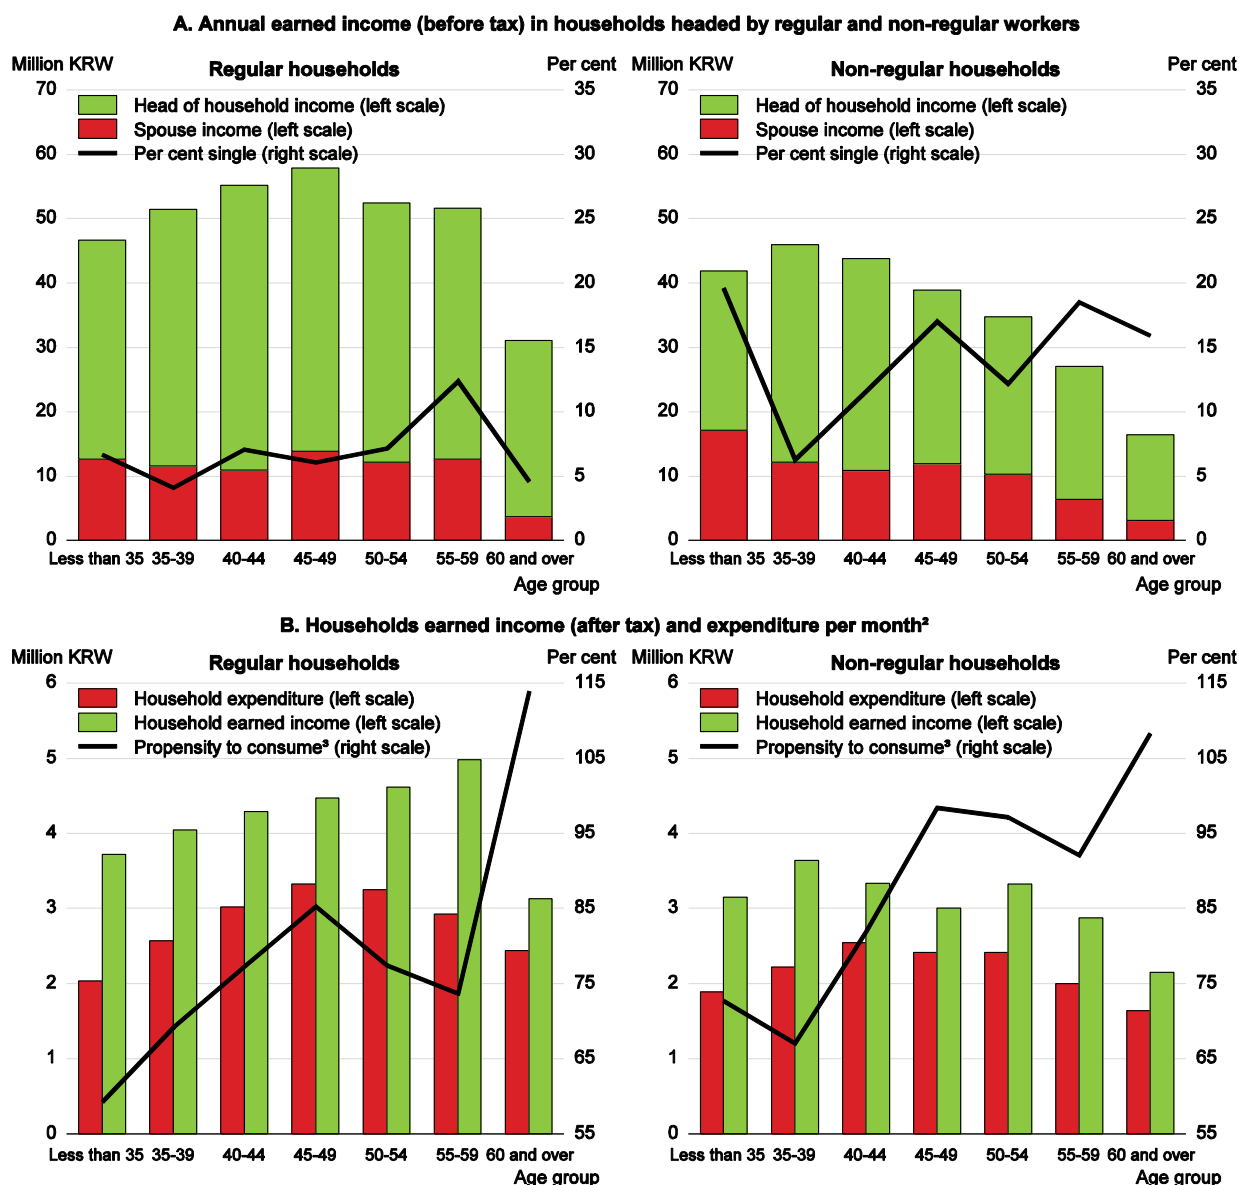 A. Annual earned income (before tax) in households headed by regular and non-regular workers
Million KRW Regular households Per cent
70 35
Head of household income (left scale)
Spouse income (left scale)
60 Per cent single (right scale) 30
50 25
40 20
30 15
20 10
10 5
0 0
Less than 35 35-39 40-44 45-49 50-54 55-59 60 and over
Age group
Million KRW Non-regular households Per cent
70 35
Head of household income (left scale)
Spouse income (left scale)
60 Per cent single (right scale) 30
50 25
40 20
30 15
20 10
10 5
0 0
Less than 35 35-39 40-44 45-49 50-54 55-59 60 and over
Age group
B. Households earned income (after tax) and expenditure per month²
Million KRW Regular households Per cent
6 115
Household expenditure (left scale)
Household earned income (left scale)
Propensity to consume³ (right scale)
5 105
4 95
3 85
2 75
1 65
0 55
Less than 35 35-39 40-44 45-49 50-54 55-59 60 and over
Age group
Million KRW Non-regular households Per cent
6 115
Household expenditure (left scale)
Household earned income (left scale)
Propensity to consume³ (right scale)
5 105
4 95
3 85
2 75
1 65
0 55
Less than 35 35-39 40-44 45-49 50-54 55-59 60 and over
Age group